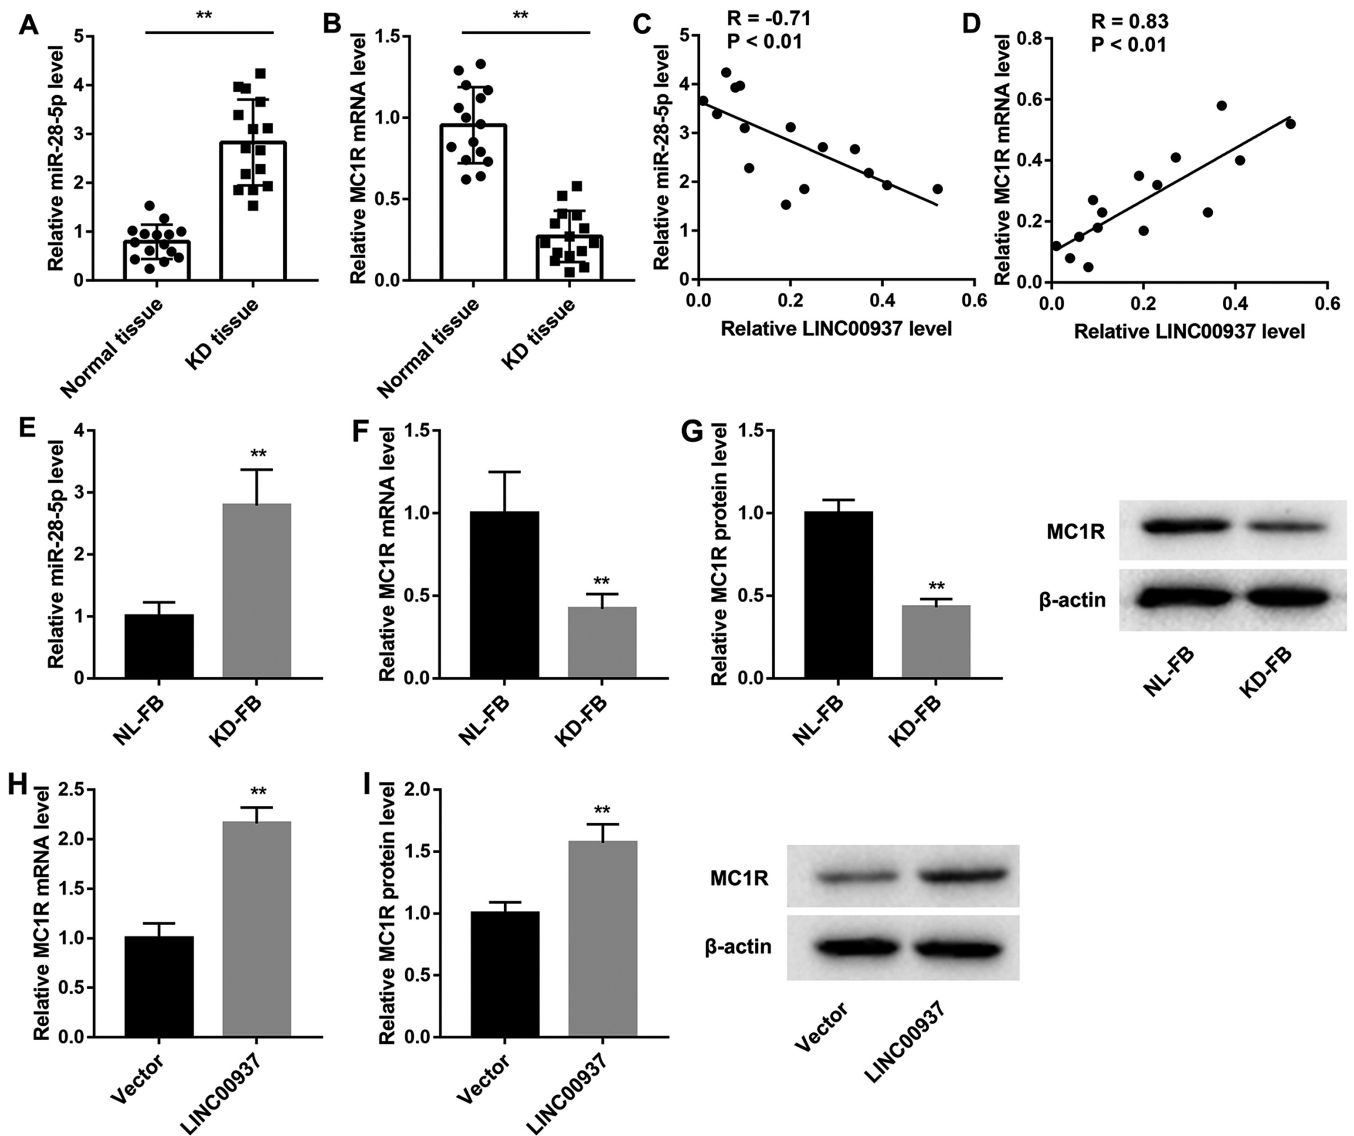 A
Relative miR-28-5p level
5
4
3
2
1
0
**
Normal tissue
KD tissue
B
Relative MC1R mRNA level
1.5
1.0
0.5
0.0
**
Normal tissue
KD tissue
C
R = -0.71
P < 0.01
Relative miR-28-5p level
5
4
3
2
1
0
0.0 0.2 0.4 0.6
Relative LINC00937 level
D
R = 0.83
P < 0.01
Relative MC1R mRNA level
0.8
0.6
0.4
0.2
0.0
0.0 0.2 0.4 0.6
Relative LINC00937 level
E
Relative miR-28-5p level
4
3
2
1
0
**
NL-FB
KD-FB
F
Relative MC1R mRNA level
1.5
1.0
0.5
0.0
**
NL-FB
KD-FB
G
Relative MC1R protein level
1.5
1.0
0.5
0.0
**
NL-FB
KD-FB
MC1R
β-actin
NL-FB
KD-FB
H
Relative MC1R mRNA level
2.5
2.0
1.5
1.0
0.5
0.0
**
Vector
LINC00937
I
Relative MC1R protein level
2.0
1.5
1.0
0.5
0.0
**
Vector
LINC00937
MC1R
β-actin
Vector
LINC00937